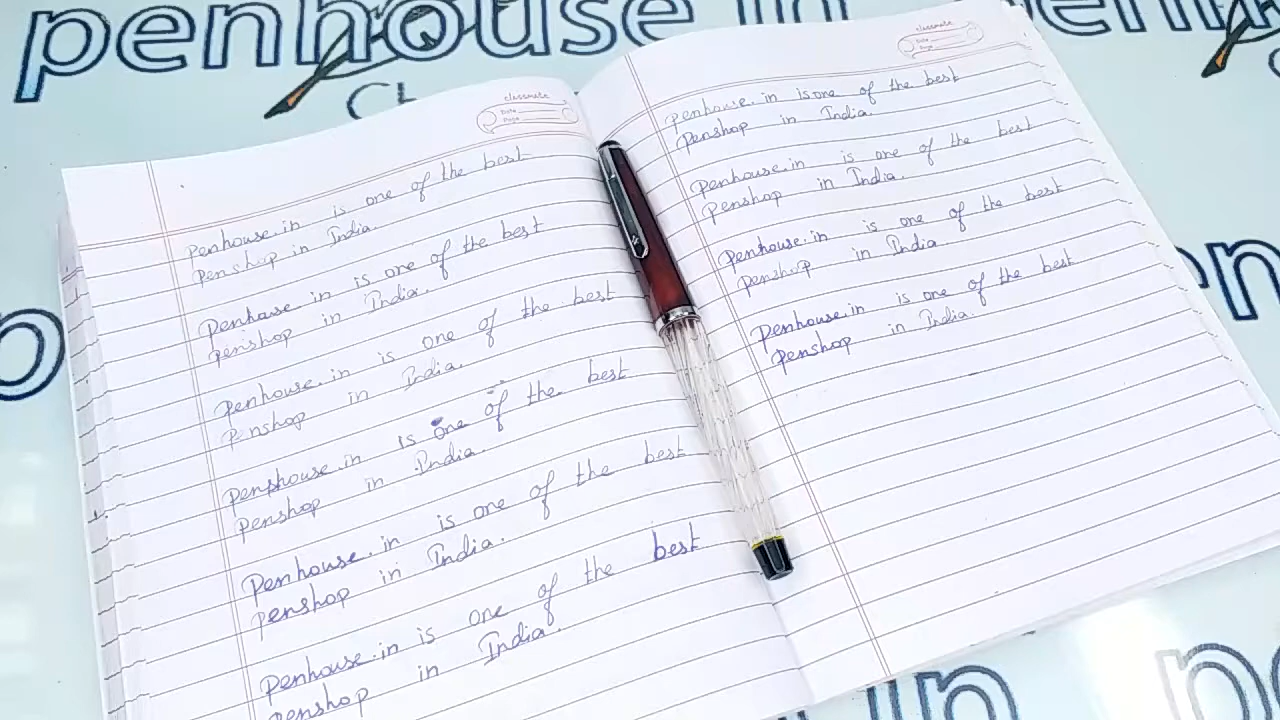 penhouse.in
penin
Ch
classmate
Date
Page
Penhouse.in is one of the best
penshop in India.
Penhouse in is one of the best
penshop in India.
Penhouse.in is one of the best
Penshop in India.
Penshouse.in is one of the best
penshop in India.
Penhouse.in is one of the best
penshop in India.
Penhouse.in is one of the best
penshop in India.
classmate
Date
Page
penhouse.in is one of the best
Penshop in India.
Penhouse.in is one of the best
penshop in India.
Penhouse.in is one of the best
penshop in India
Penhouse.in is one of the best
penshop in India.